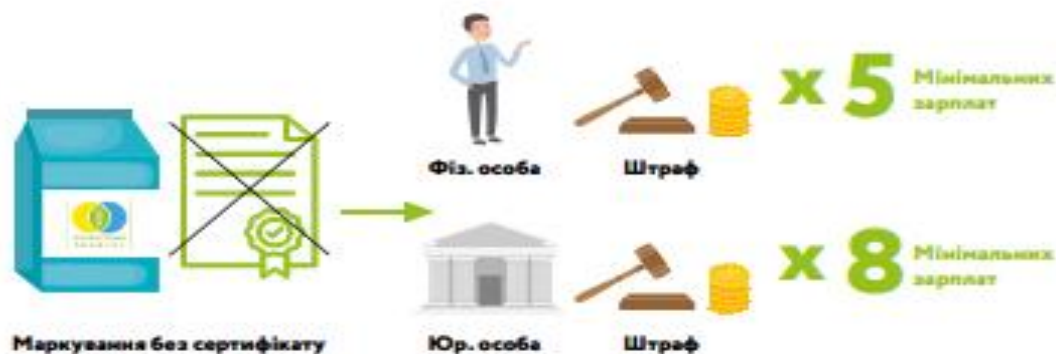 х 5 Мінімальних
зарплат
Фіз. особа Штраф
х 8 Мінімальних
зарплат
Маркування без сертифікату Юр. особа Штраф